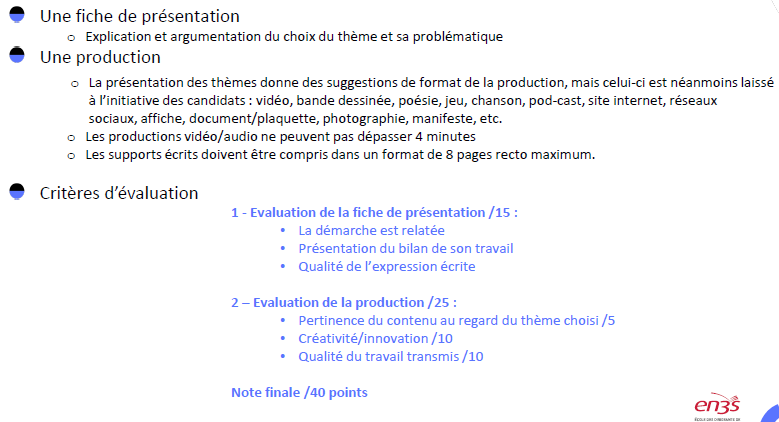 Une fiche de présentation
o Explication et argumentation du choix du thème et sa problématique
Une production
o La présentation des thèmes donne des suggestions de format de la production, mais celui-ci est néanmoins laissé
à l'initiative des candidats : vidéo, bande dessinée, poésie, jeu, chanson, pod-cast, site internet, réseaux
sociaux, affiche, document/plaquette, photographie, manifeste, etc.
o Les productions vidéo/audio ne peuvent pas dépasser 4 minutes
o Les supports écrits doivent être compris dans un format de 8 pages recto maximum.
Critères d'évaluation
1 - Evaluation de la fiche de présentation /15 :
• La démarche est relatée
• Présentation du bilan de son travail
• Qualité de l'expression écrite
2 – Evaluation de la production /25 :
• Pertinence du contenu au regard du thème choisi /5
• Créativité/innovation /10
• Qualité du travail transmis /10
Note finale /40 points
en3s
ÉCOLE DES DIRIGEANTS DE